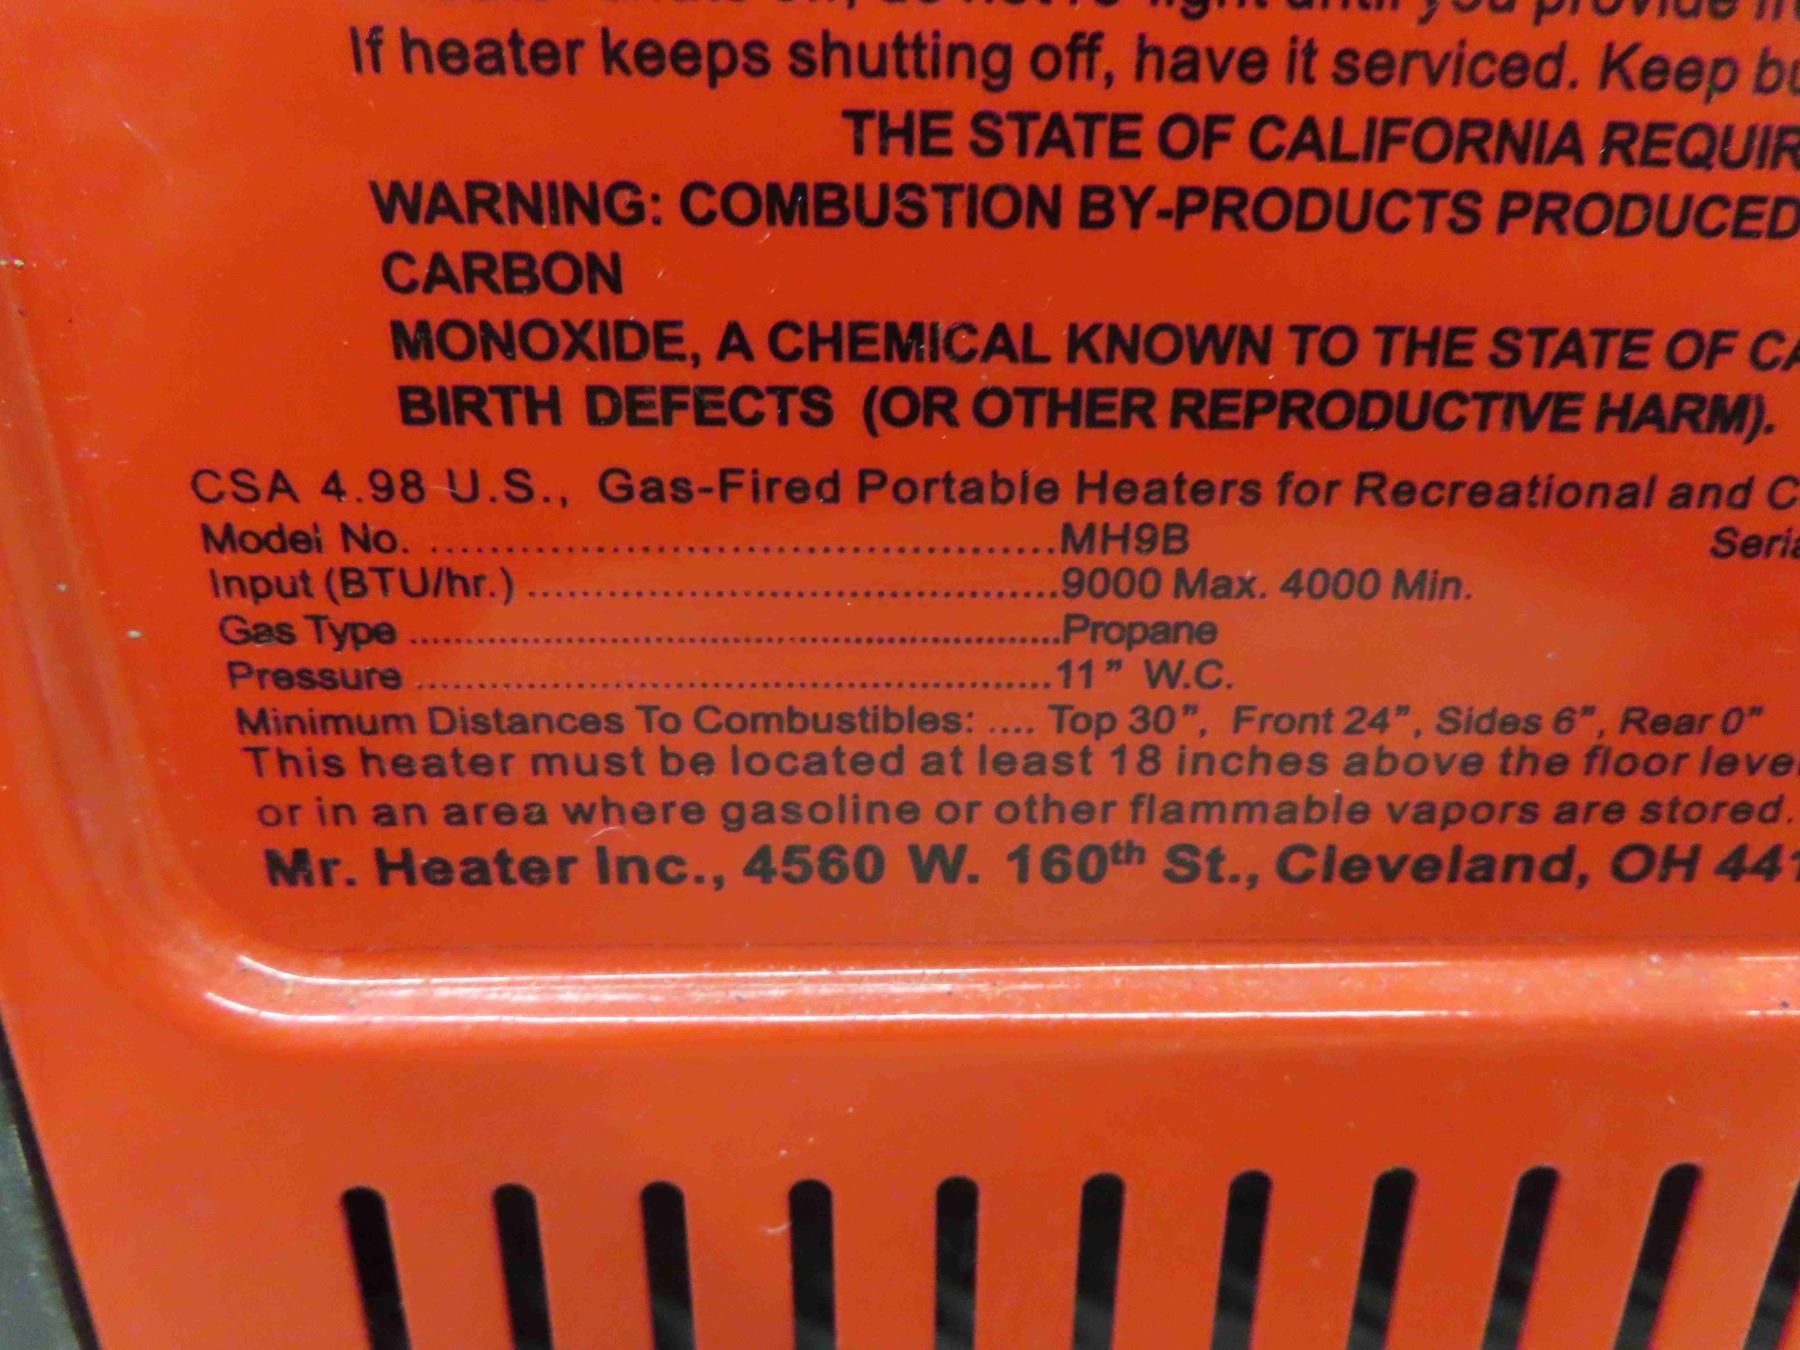 If heater keeps shutting off, have it serviced. Keep
THE STATE OF CALIFORNIA
WARNING: COMBUSTION BY-PRODUCTS PRODUCED
CARBON
MONOXIDE, A CHEMICAL KNOWN TO THE STATE OF
BIRTH DEFECTS (OR OTHER REPRODUCTIVE HARM).
CSA 4.98 U.S., Gas-Fired Portable Heaters for Recreational and
Model No. ........................................MH9B
Input (BTU/hr.) ........................................9000 Max. 4000 Min.
Gas Type ........................................Propane
Pressure ........................................11” W.C.
Minimum Distances To Combustibles: .... Top 30”, Front 24”, Sides 6”, Rear 0”
This heater must be located at least 18 inches above the floor
or in an area where gasoline or other flammable vapors are stored.
Mr. Heater Inc., 4560 W. 160th St., Cleveland, OH